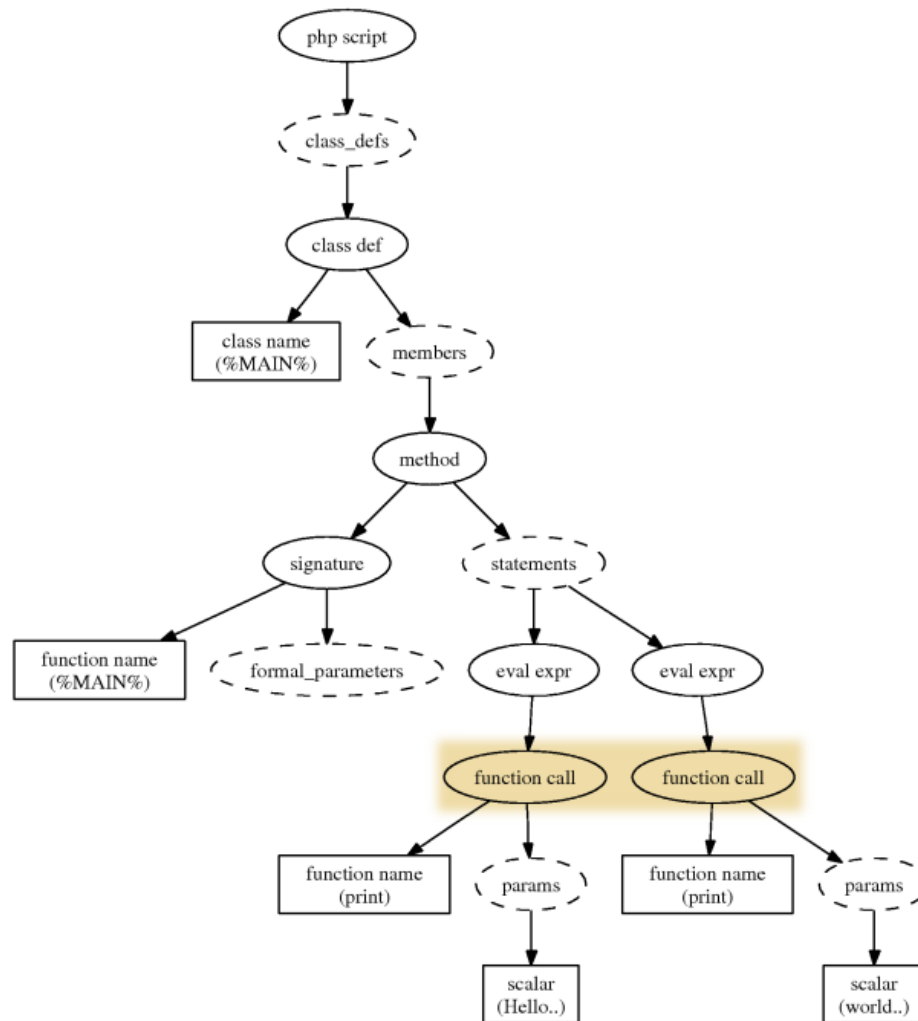 php script
class_defs
class def
class name
(%MAIN%)
members
method
signature
statements
function name
(%MAIN%)
formal_parameters
eval expr
eval expr
function call
function call
function name
(print)
params
function name
(print)
params
scalar
(Hello..)
scalar
(world..)